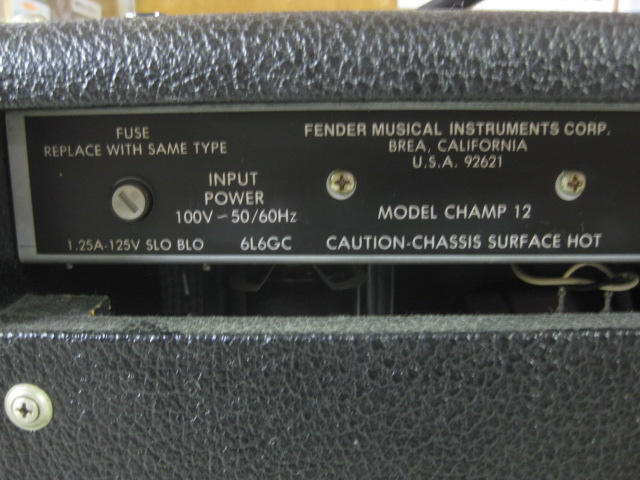 FUSE
REPLACE WITH SAME TYPE
1.25A-125V SLO BLO
INPUT
POWER
100V~50/60Hz
6L6GC
FENDER MUSICAL INSTRUMENTS CORP.
BREA, CALIFORNIA
U.S.A. 92621
MODEL CHAMP 12
CAUTION-CHASSIS SURFACE HOT